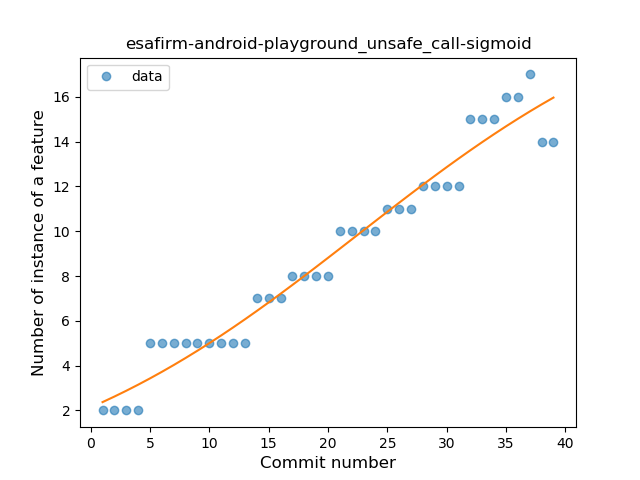 esafirm-android-playground_unsafe_call-sigmoid
data
Number of instance of a feature
16
14
12
10
8
6
4
2
0 5 10 15 20 25 30 35 40
Commit number